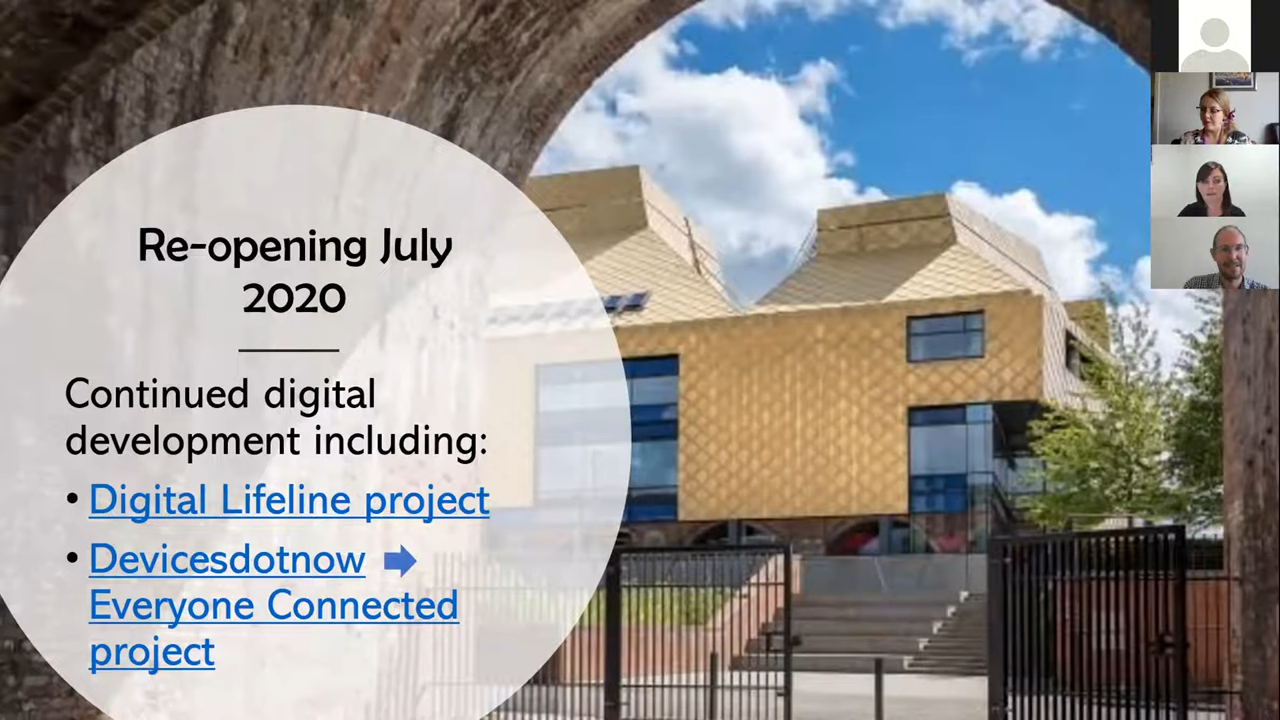 Re-opening July
2020
Continued digital
development including:
• Digital Lifeline project
• Devicesdotnow
Everyone Connected
project